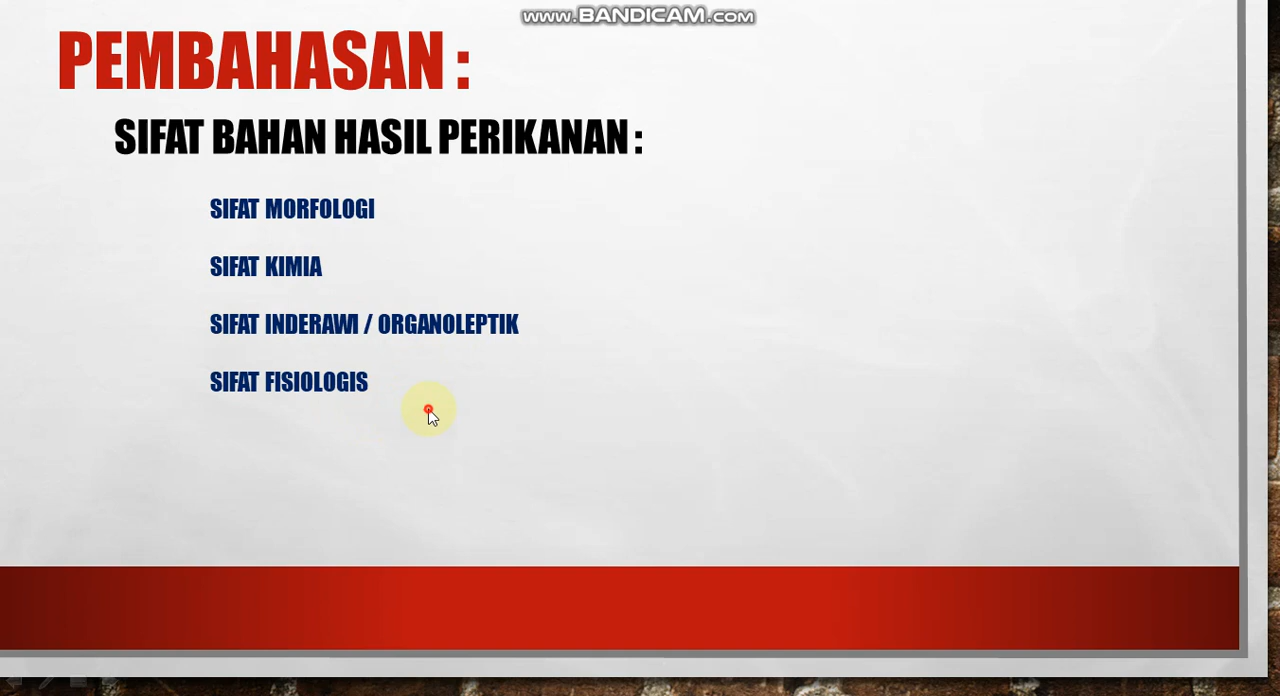 www.BANDICAM.com
PEMBAHASAN :
SIFAT BAHAN HASIL PERIKANAN :
SIFAT MORFOLOGI
SIFAT KIMIA
SIFAT INDERAWI / ORGANOLEPTIK
SIFAT FISIOLOGIS